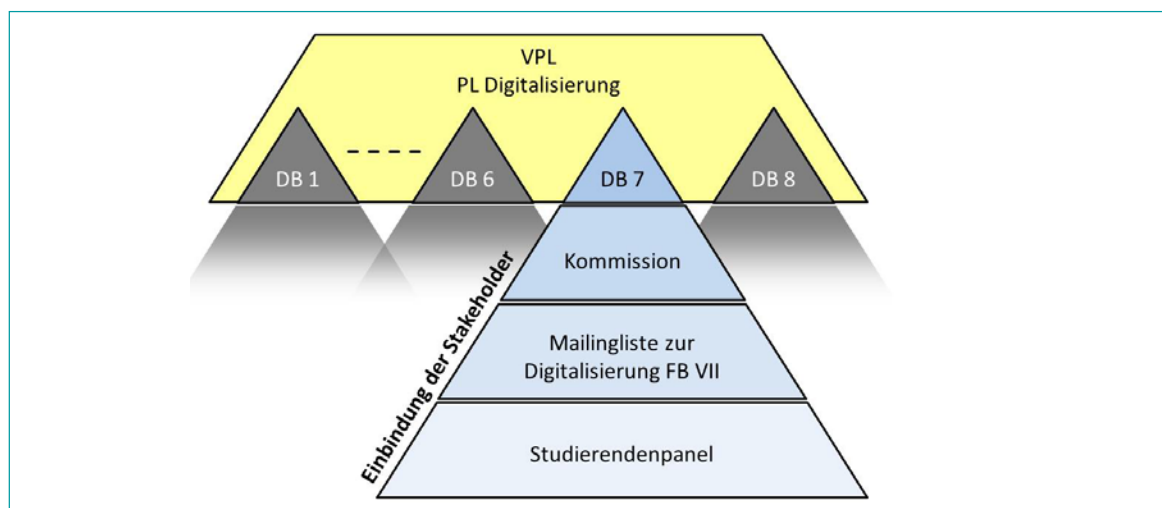 VPL
PL Digitalisierung
DB 1
DB 6
DB 7
DB 8
Kommission
Einbindung der Stakeholder
Mailingliste zur
Digitalisierung FB VII
Studierendenpanel